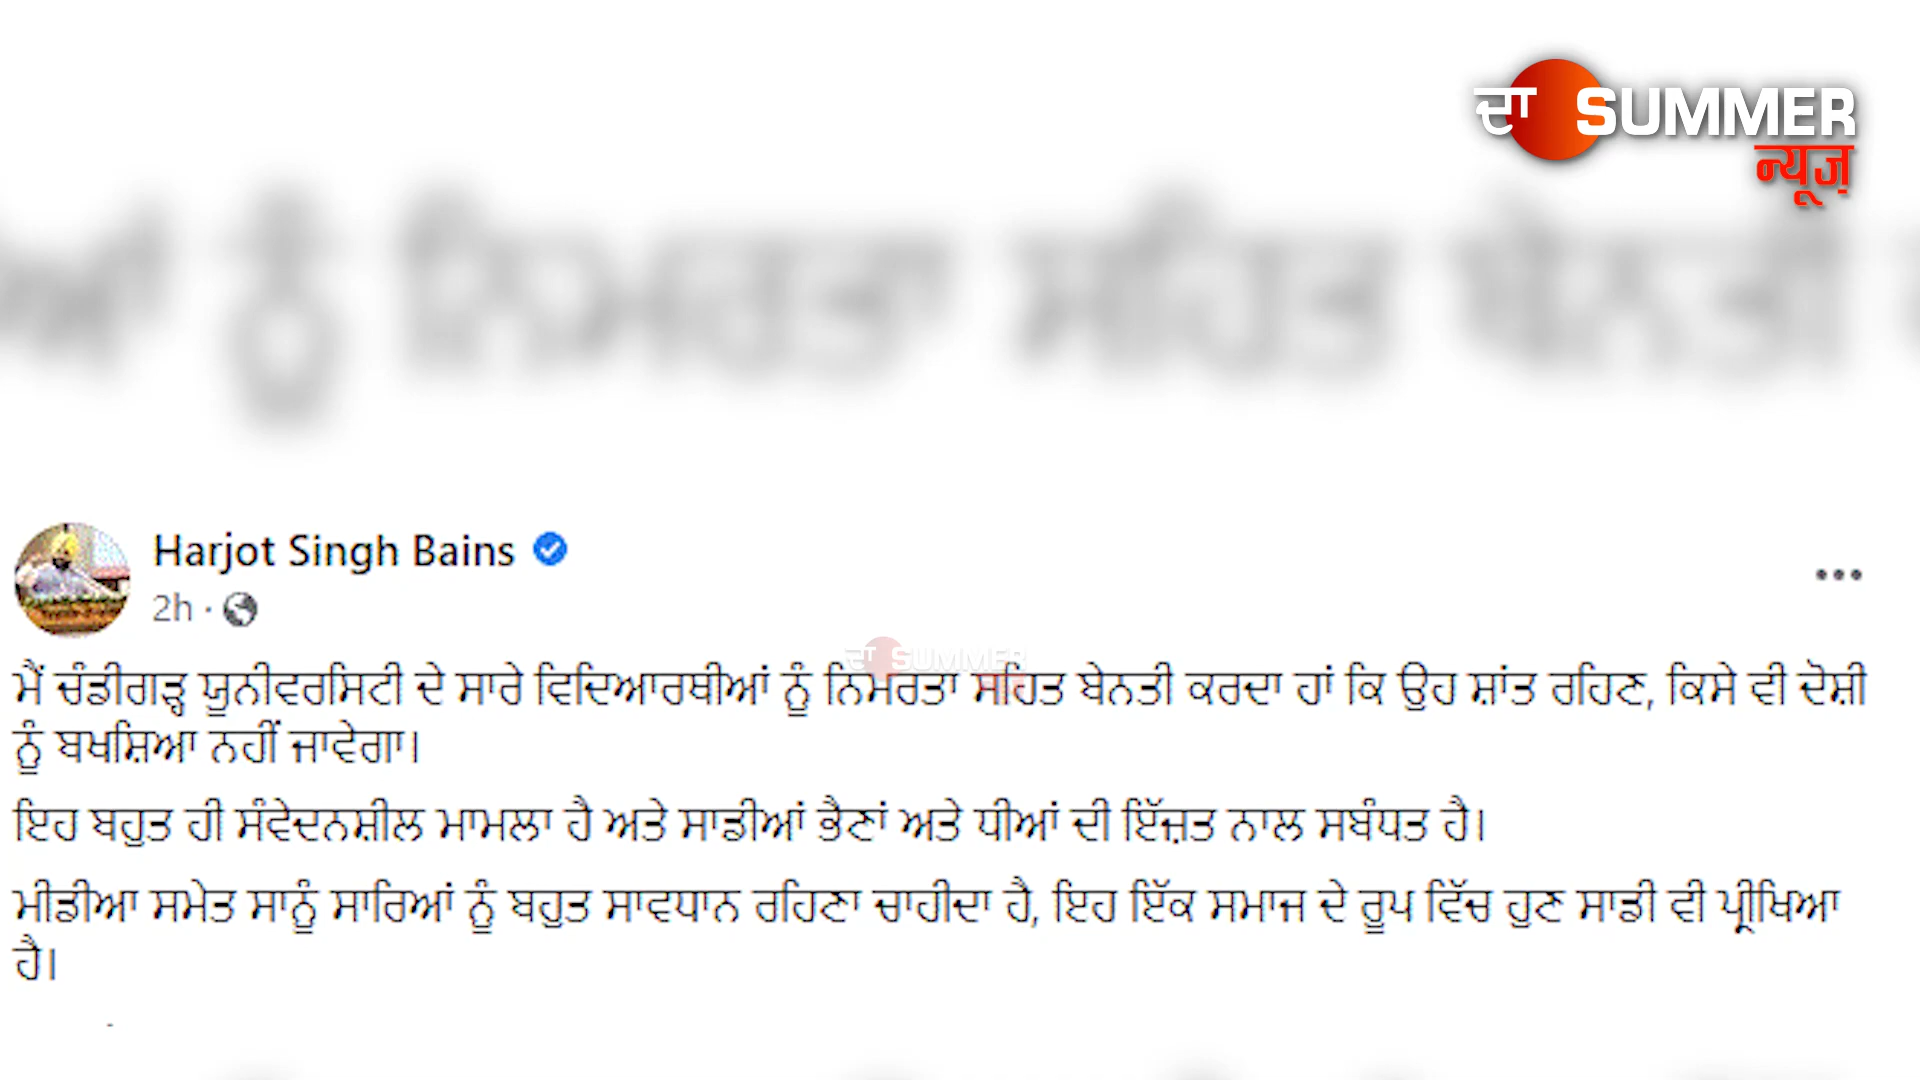 ਦਾ SUMMER
ਨਿਊਜ਼
Harjot Singh Bains
2h ·
ਦਾ SUMMER
ਮੈਂ ਚੰਡੀਗੜ੍ਹ ਯੂਨੀਵਰਸਿਟੀ ਦੇ ਸਾਰੇ ਵਿਦਿਆਰਥੀਆਂ ਨੂੰ ਨਿਮਰਤਾ ਸਹਿਤ ਬੇਨਤੀ ਕਰਦਾ ਹਾਂ ਕਿ ਉਹ ਸ਼ਾਂਤ ਰਹਿਣ, ਕਿਸੇ ਵੀ ਦੋਸ਼ੀ
ਨੂੰ ਬਖਸ਼ਿਆ ਨਹੀਂ ਜਾਵੇਗਾ।
ਇਹ ਬਹੁਤ ਹੀ ਸੰਵੇਦਨਸ਼ੀਲ ਮਾਮਲਾ ਹੈ ਅਤੇ ਸਾਡੀਆਂ ਭੈਣਾਂ ਅਤੇ ਧੀਆਂ ਦੀ ਇੱਜ਼ਤ ਨਾਲ ਸਬੰਧਤ ਹੈ।
ਮੀਡੀਆ ਸਮੇਤ ਸਾਨੂੰ ਸਾਰਿਆਂ ਨੂੰ ਬਹੁਤ ਸਾਵਧਾਨ ਰਹਿਣਾ ਚਾਹੀਦਾ ਹੈ, ਇਹ ਇੱਕ ਸਮਾਜ ਦੇ ਰੂਪ ਵਿੱਚ ਹੁਣ ਸਾਡੀ ਵੀ ਪ੍ਰੀਖਿਆ
ਹੈ।